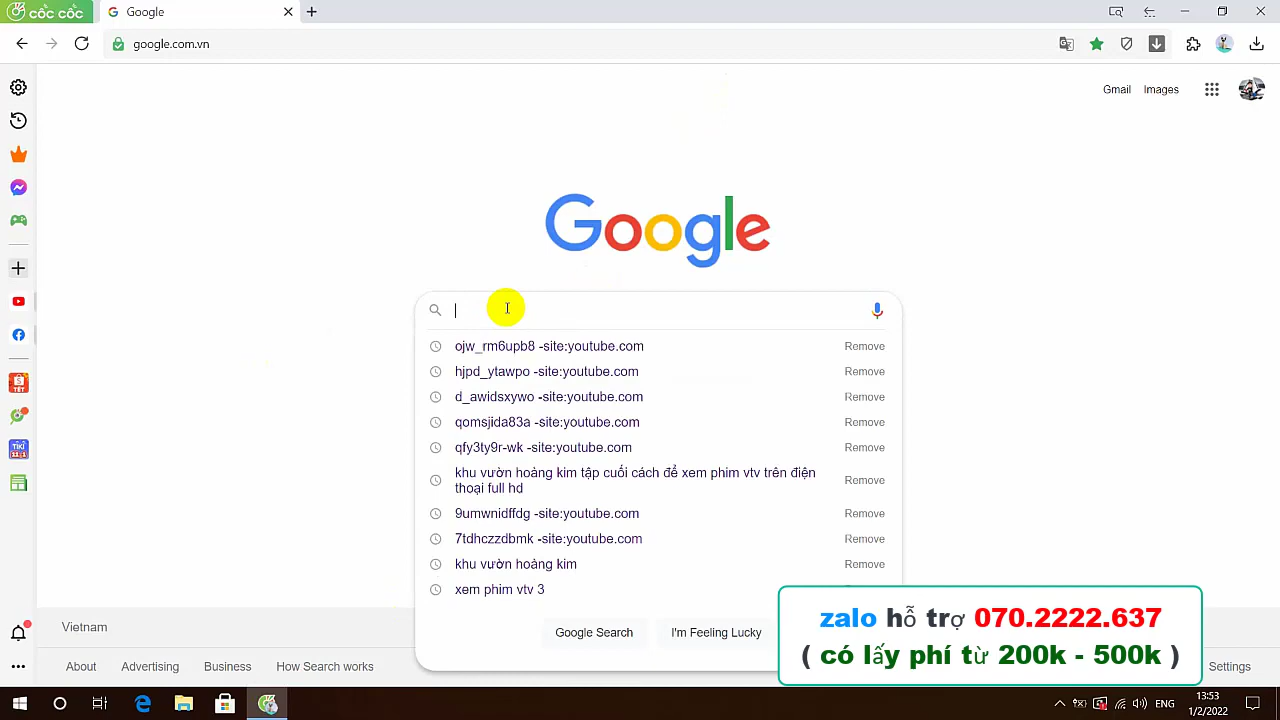 cốc cốc
Google
google.com.vn
Gmail Images
Google
ojw_rm6upb8 -site:youtube.com Remove
hjpd_ytawpo -site:youtube.com Remove
d_awidsxywo -site:youtube.com Remove
qomsjida83a -site:youtube.com Remove
qfy3ty9r-wk -site:youtube.com Remove
khu vườn hoàng kim tập cuối cách để xem phim vtv trên điện
thoại full hd Remove
9umwnidffdg -site:youtube.com Remove
7tdhczzdbmk -site:youtube.com Remove
khu vườn hoàng kim Remove
xem phim vtv 3
Google Search I'm Feeling Lucky
zalo hỗ trợ 070.2222.637
( có lấy phí từ 200k - 500k )
Vietnam
About Advertising Business How Search works Settings
ENG
13:53
1/2/2022